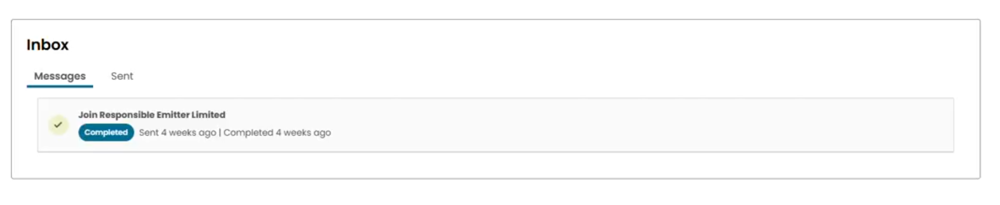 Inbox
Messages Sent
Join Responsible Emitter Limited
Completed Sent 4 weeks ago | Completed 4 weeks ago